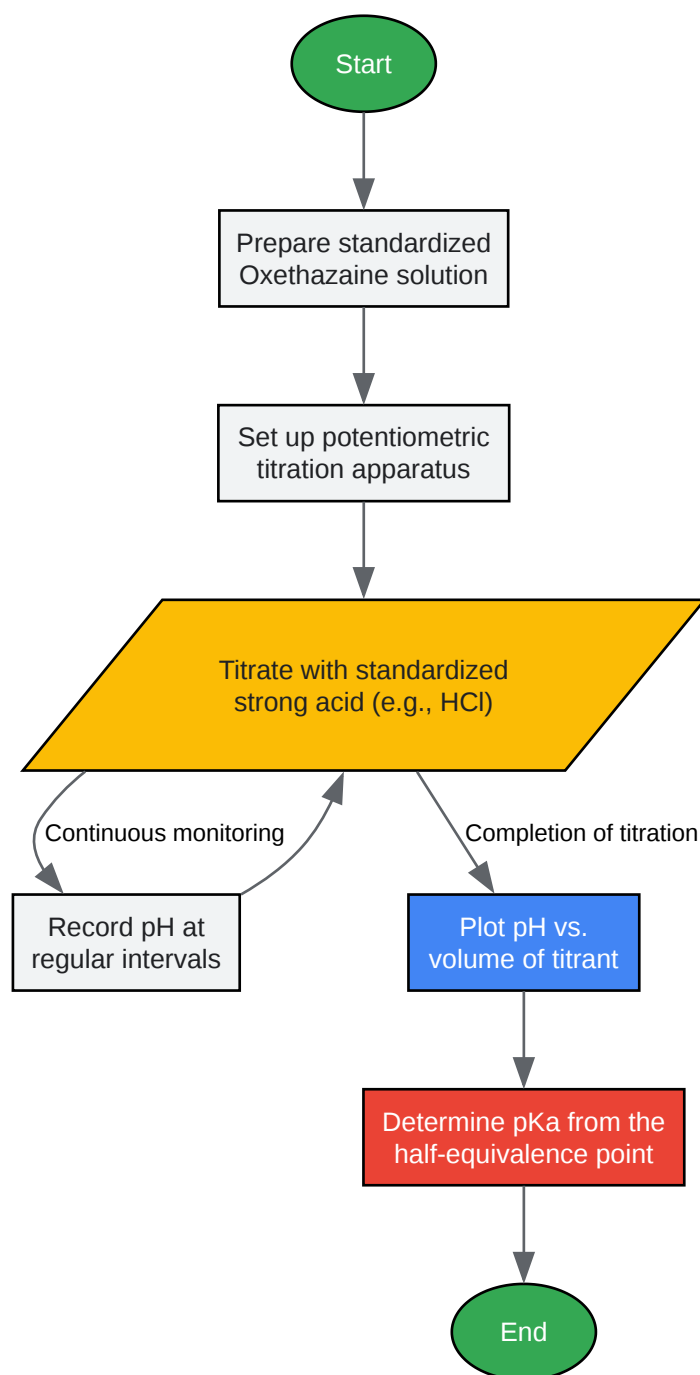 Start
Prepare standardized
Oxethazaine solution
Set up potentiometric
titration apparatus
Titrate with standardized
strong acid (e.g., HCl)
Continuous monitoring
Completion of titration
Record pH at
regular intervals
Plot pH vs.
volume of titrant
Determine pKa from the
half-equivalence point
End